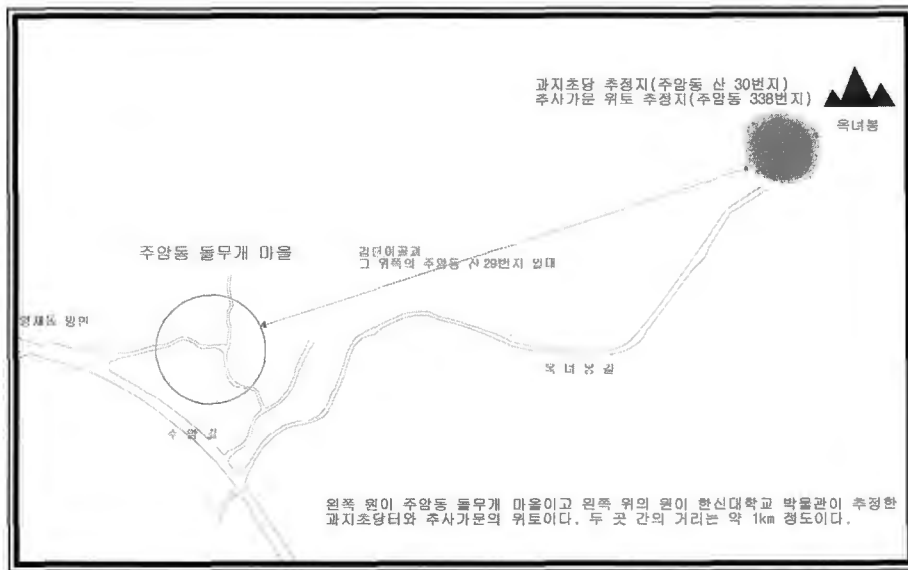 과지초당 추정지(주암동 산 30번지)
추사가문 위토 추정지(주암동 338번지)
옥녀봉
주암동 돌무개 마을
그 위쪽의 주암동 산 29번지 일대
방면
옥 녀 봉 길
주 암 길
왼쪽 원이 주암동 돌무개 마을이고 왼쪽 위의 원이 한신대학교 박물관이 추정한
과지초당터와 추사가문의 위토이다. 두 곳 간의 거리는 약 1km 정도이다.